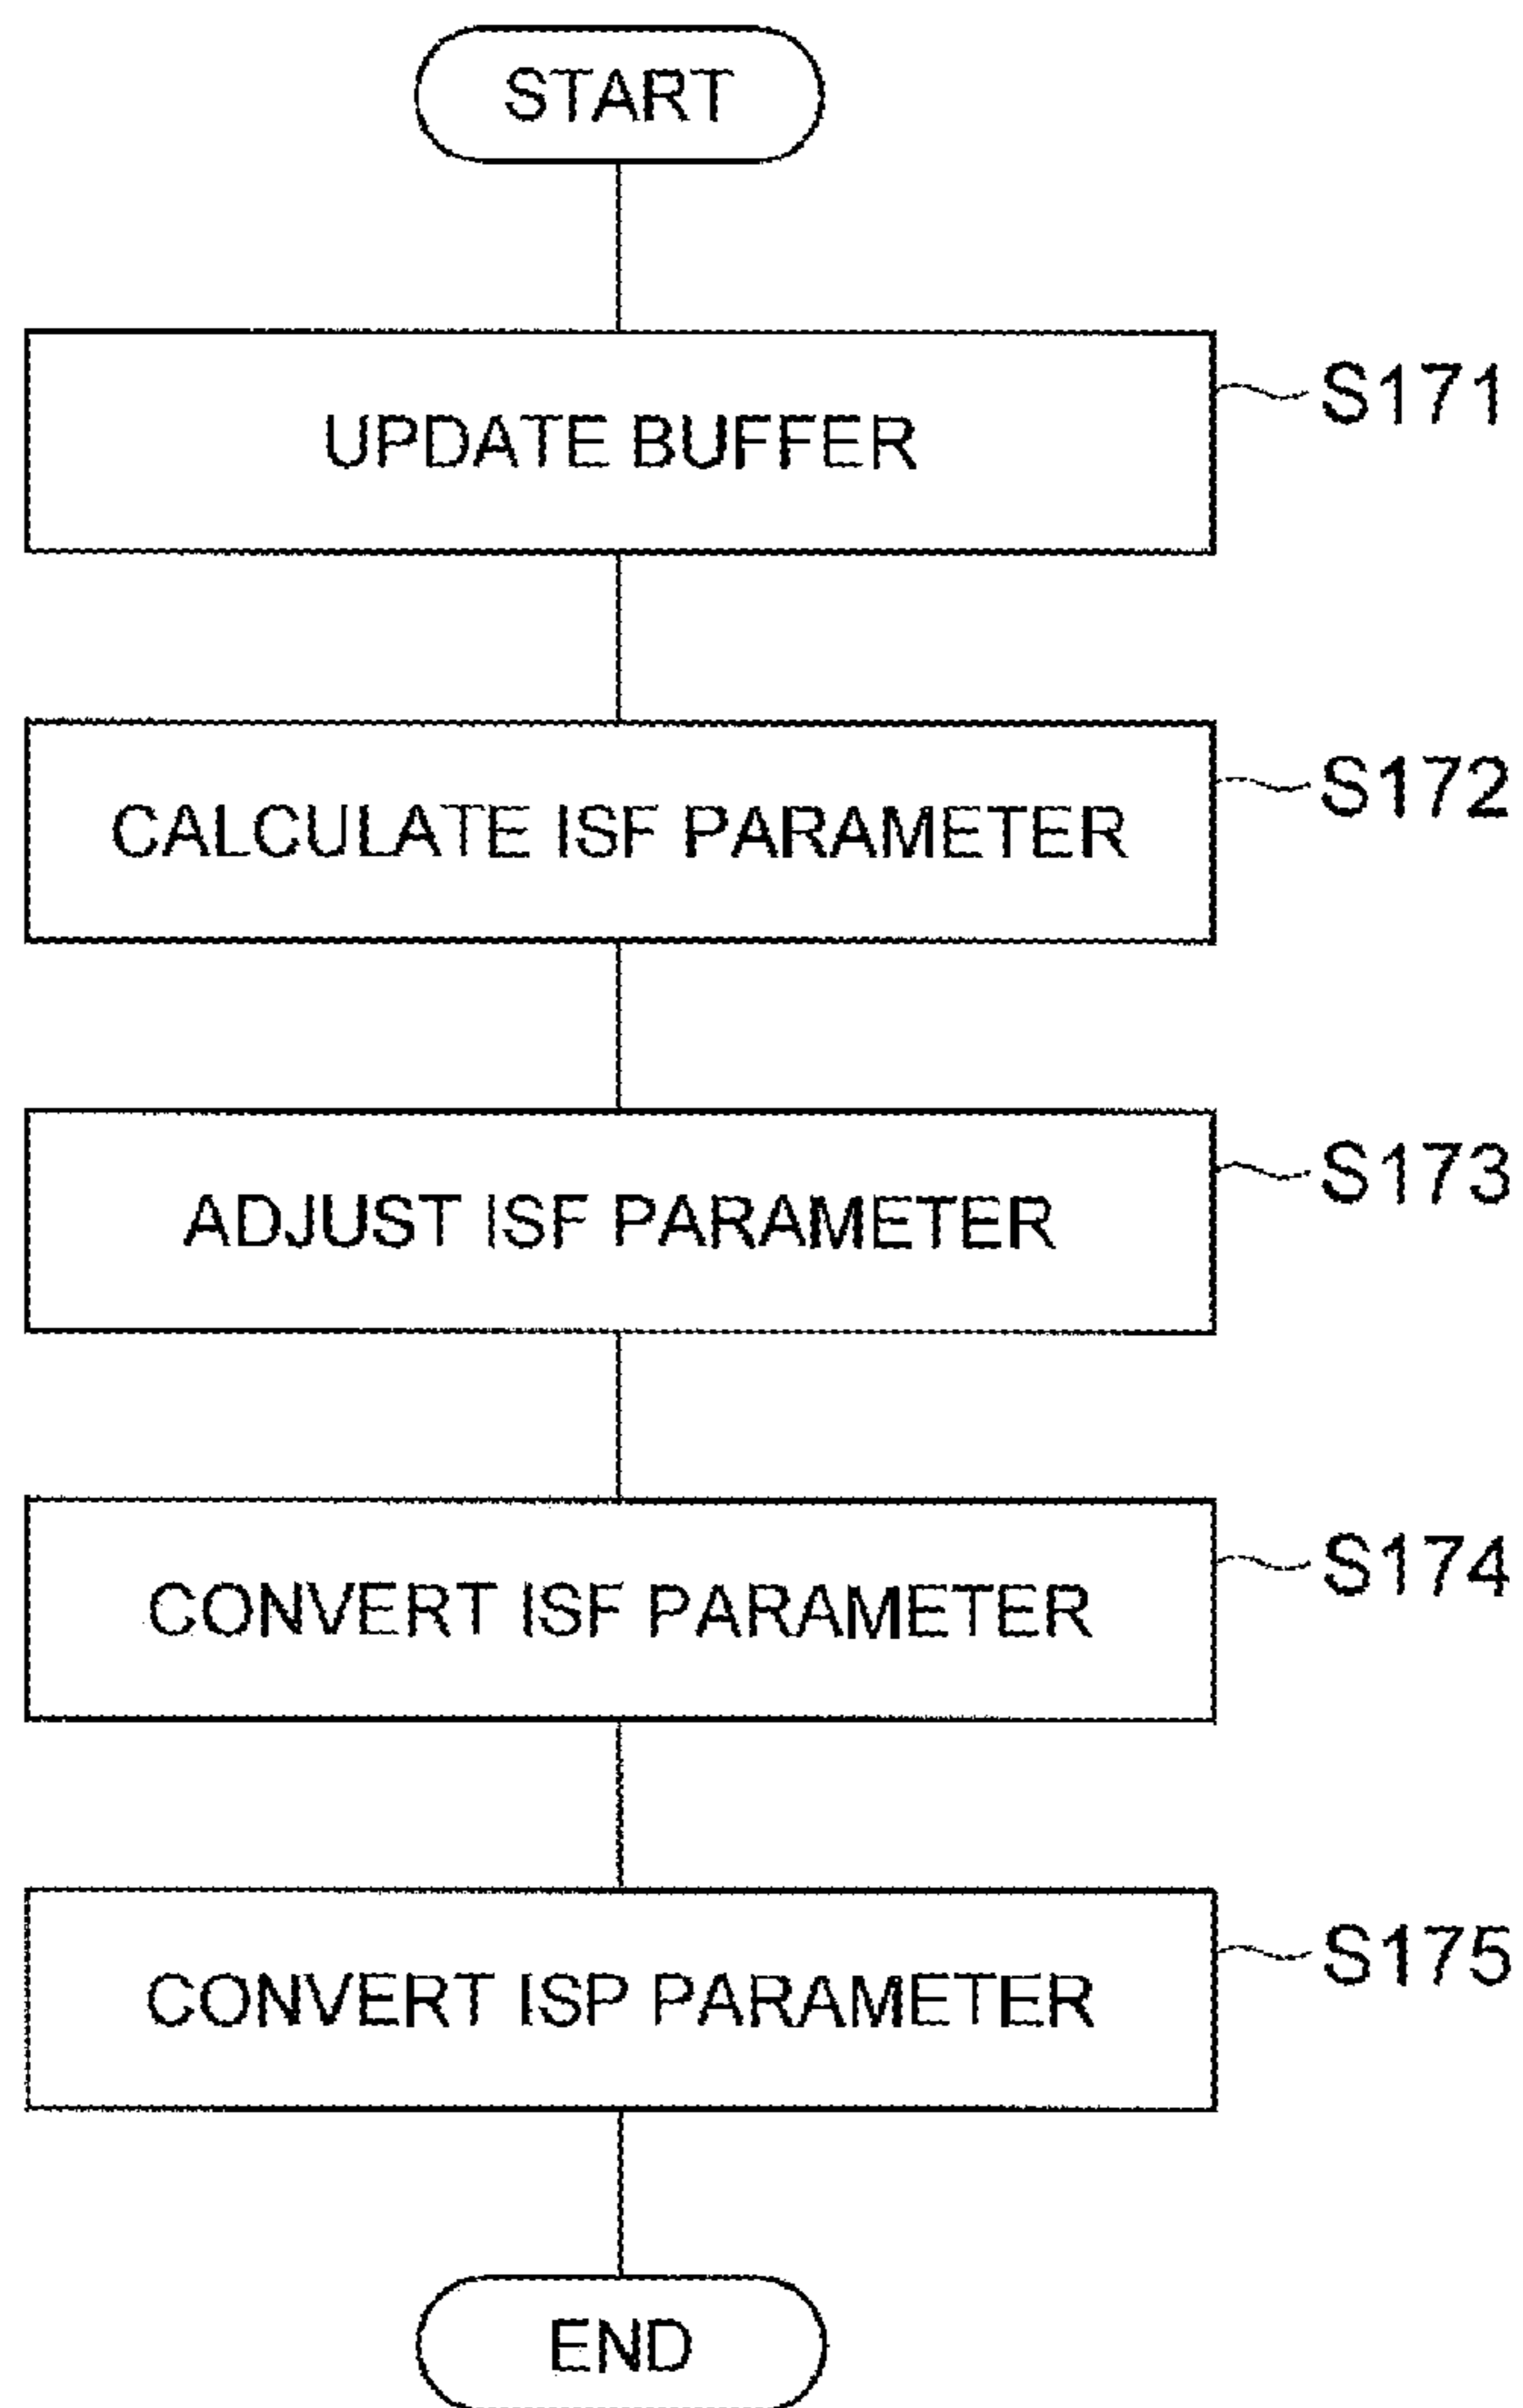 START
UPDATE BUFFER
S171
CALCULATE ISF PARAMETER
S172
ADJUST ISF PARAMETER
S173
CONVERT ISF PARAMETER
S174
CONVERT ISP PARAMETER
S175
END